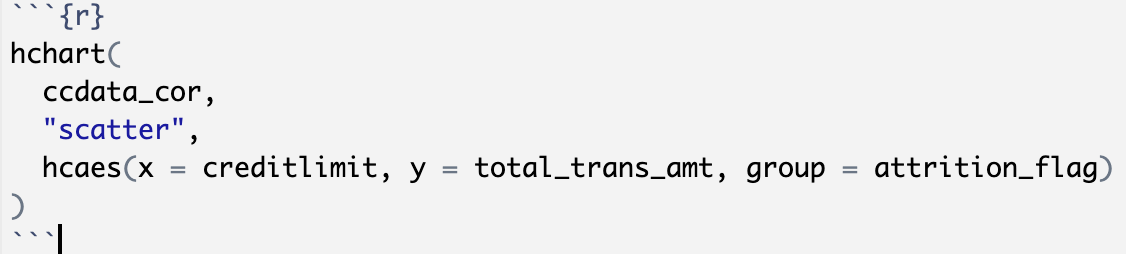 ```{r}
hchart(
  ccdata_cor,
  "scatter",
  hcaes(x = creditlimit, y = total_trans_amt, group = attrition_flag)
)
```